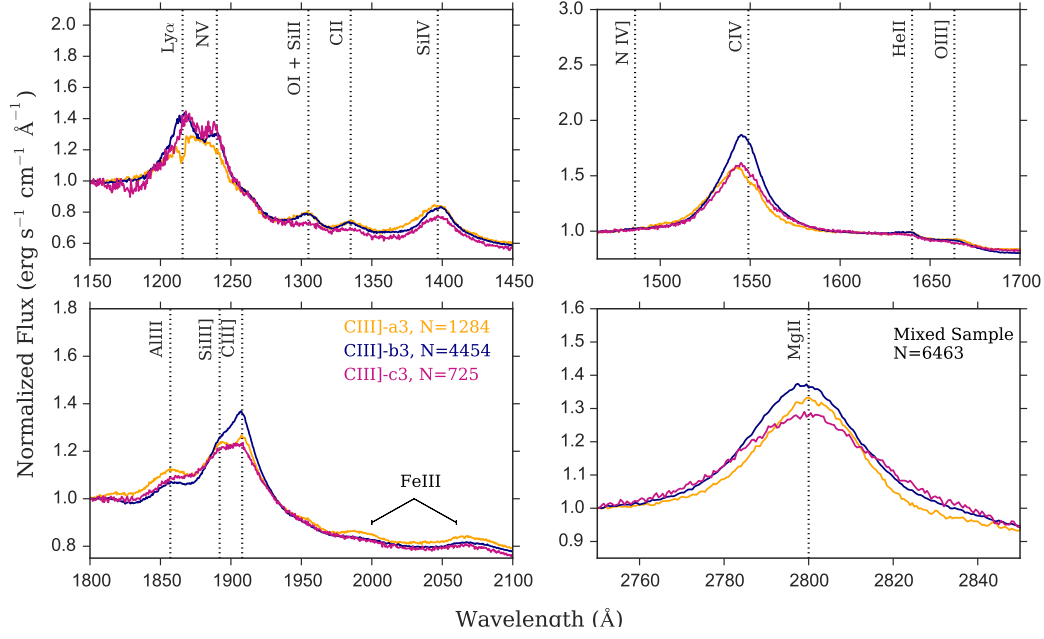 Normalized Flux (erg s⁻¹ cm⁻¹ Å⁻¹)
2.0
1.8
1.6
1.4
1.2
1.0
0.8
0.6
Lyα
NV
OI + SiII
CII
SiIV
1150 1200 1250 1300 1350 1400 1450
3.0
2.5
2.0
1.5
1.0
N IV]
CIV
HeII
OIII]
1500 1550 1600 1650 1700
1.8
1.6
1.4
1.2
1.0
0.8
AlIII
SiIII]
CIII]
CIII]-a3, N=1284
CIII]-b3, N=4454
CIII]-c3, N=725
FeIII
1800 1850 1900 1950 2000 2050 2100
1.6
1.5
1.4
1.3
1.2
1.1
1.0
0.9
MgII
Mixed Sample
N=6463
2760 2780 2800 2820 2840
Wavelength (Å)